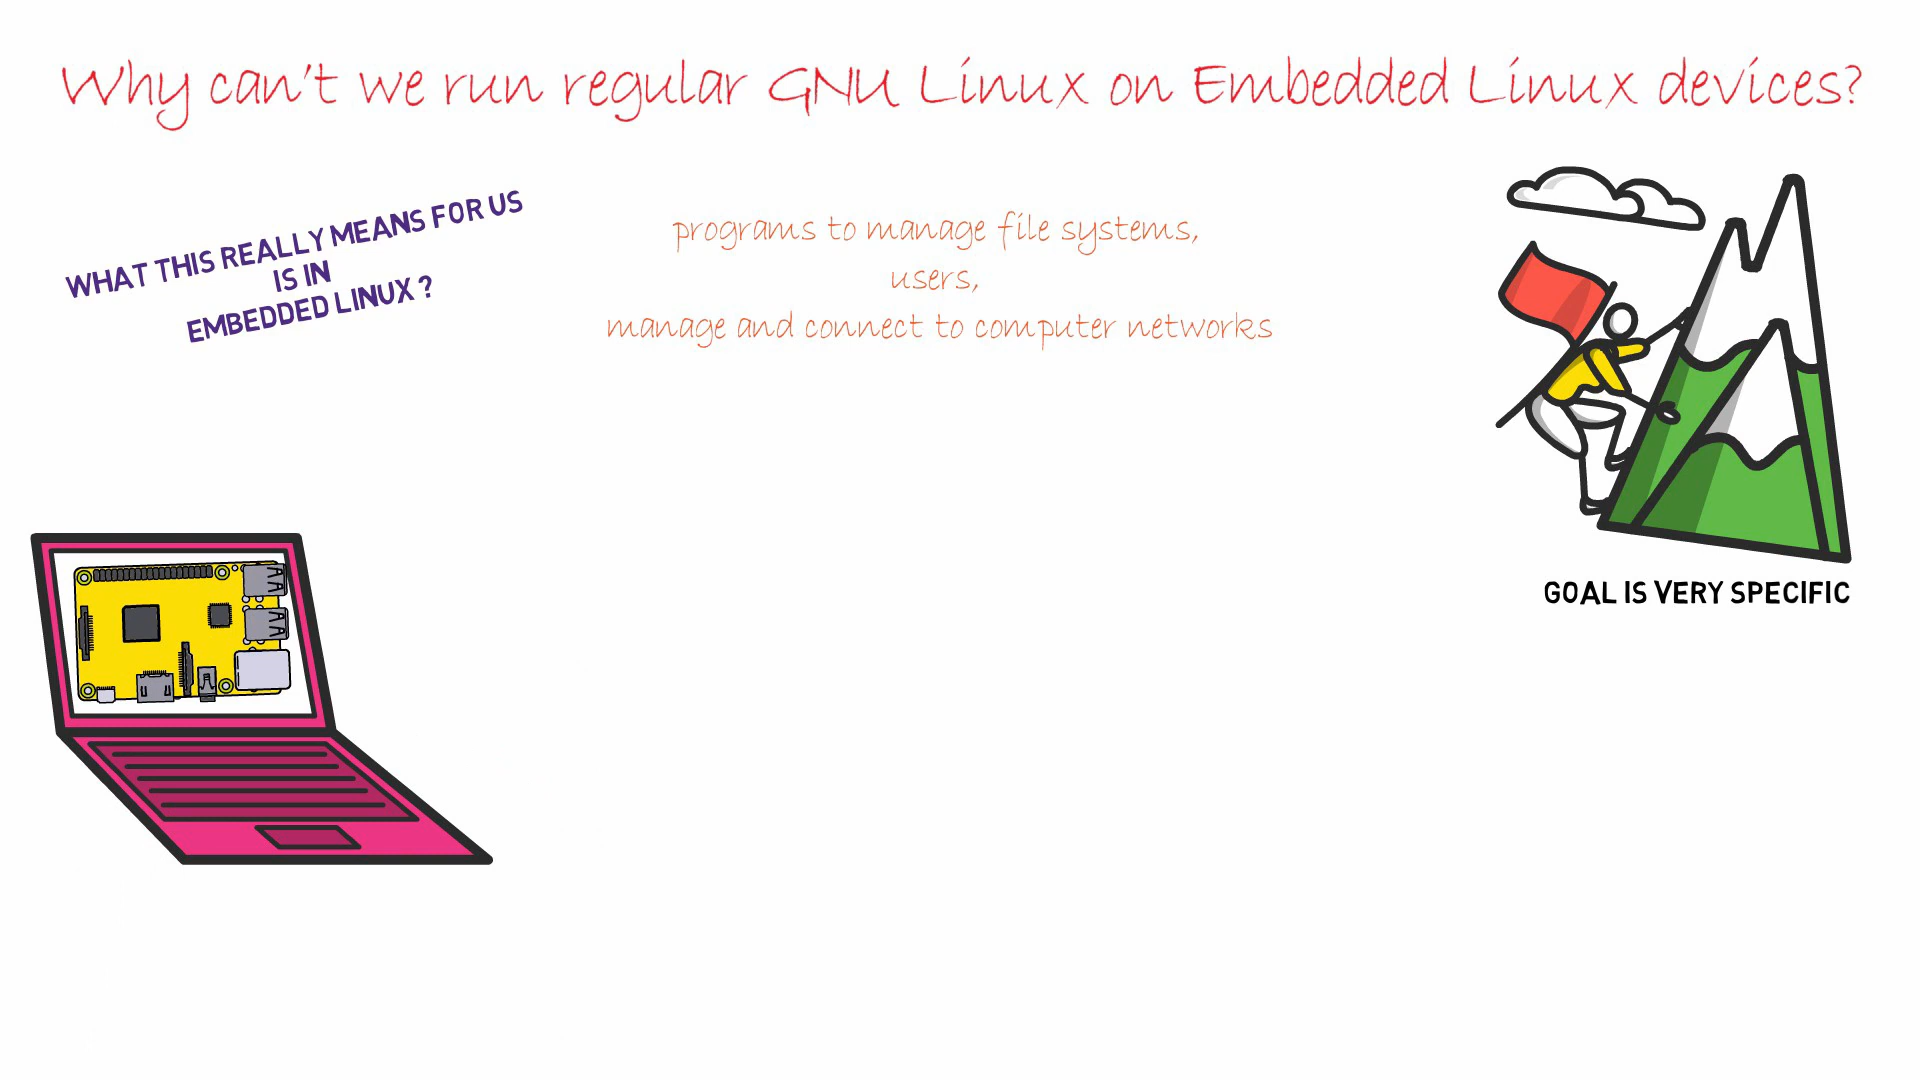 Why can't we run regular GNU Linux on Embedded Linux devices?
WHAT THIS REALLY MEANS FOR US
IS IN
EMBEDDED LINUX ?
programs to manage file systems,
users,
manage and connect to computer networks
GOAL IS VERY SPECIFIC